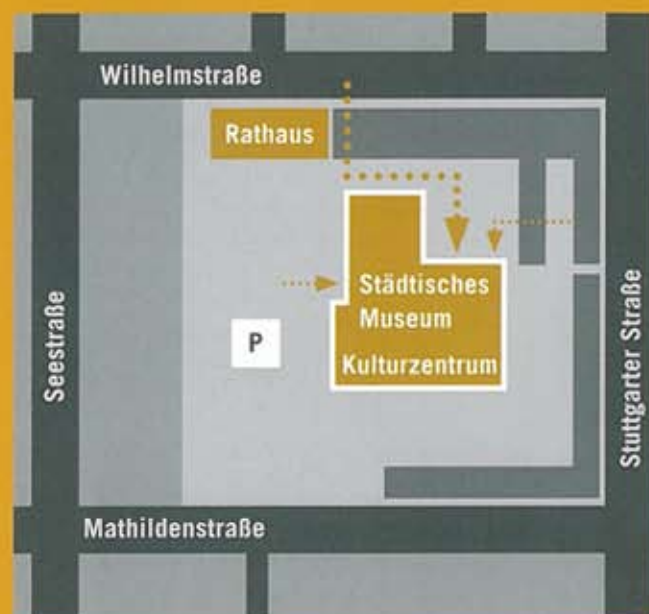 Wilhelmstraße
Rathaus
Städtisches
Museum
Kulturzentrum
P
Seestraße
Stuttgarter Straße
Mathildenstraße